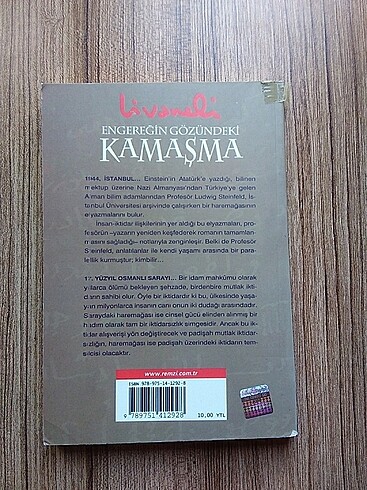 Livaneli
ENGEREĞİN GÖZÜNDEKİ
KAMAŞMA
1944, İSTANBUL... Einstein'in Atatürk'e yazdığı, bilinen
mektup üzerine Nazi Almanyası'ndan Türkiye'ye gelen
Alman bilim adamlarından Profesör Ludwig Steinfeld, İs-
tanbul Üniversitesi arşivinde çalışırken bir haremağasının
elyazmalarını bulur.
İnsan-iktidar ilişkilerinin yer aldığı bu elyazmaları, pro-
fesörün –yazarın yeniden keşfederek romanın tamamlan-
masını sağladığı– notlarıyla zenginleşir. Belki de Profesör
Steinfeld, anlatılanlar ile kendi yaşamı arasında bir para-
lellik kurmuştur; kimbilir...
YÜZYIL OSMANLI SARAYI... Bir idam mahkûmu olarak
yıllarca ölümü bekleyen şehzade, birdenbire mutlak ikti-
darın sahibi olur. Öyle bir iktidardır ki bu, ülkesinde yaşa-
yan milyonlarca insanın canı onun iki dudağı arasındadır.
Saraydaki haremağası ise cinsel gücü elinden alınmış bir
hadım olarak tam bir iktidarsızlık simgesidir. Ancak bu ik-
tidar alışverişi yön değiştirecek ve padişah mutlak iktidar-
sızlığın, haremağası ise padişah üzerindeki iktidarın tem-
silcisi olacaktır.
www.remzi.com.tr
ISBN 978-975-14-1292-8
9 789751 412928
10,00 YTL